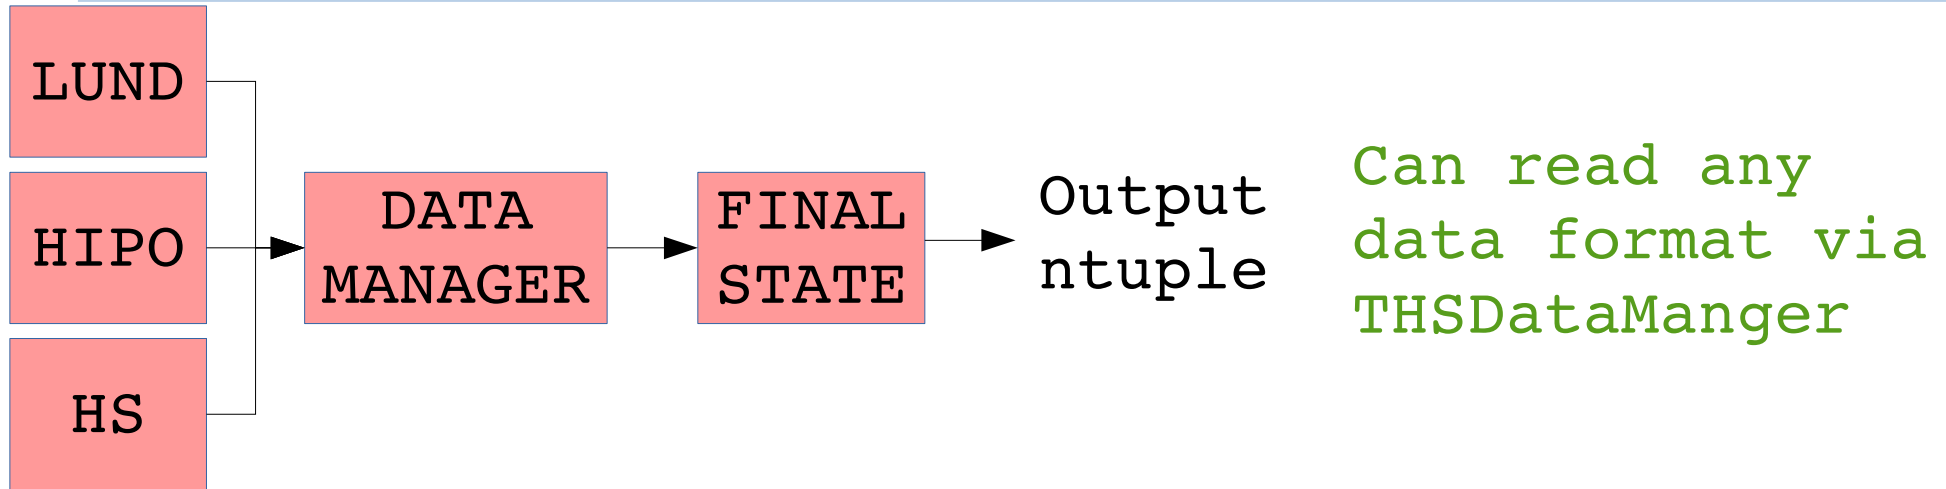 LUND
HIPO
HS
DATA
MANAGER
FINAL
STATE
Output
ntuple
Can read any
data format via
THSDataManger